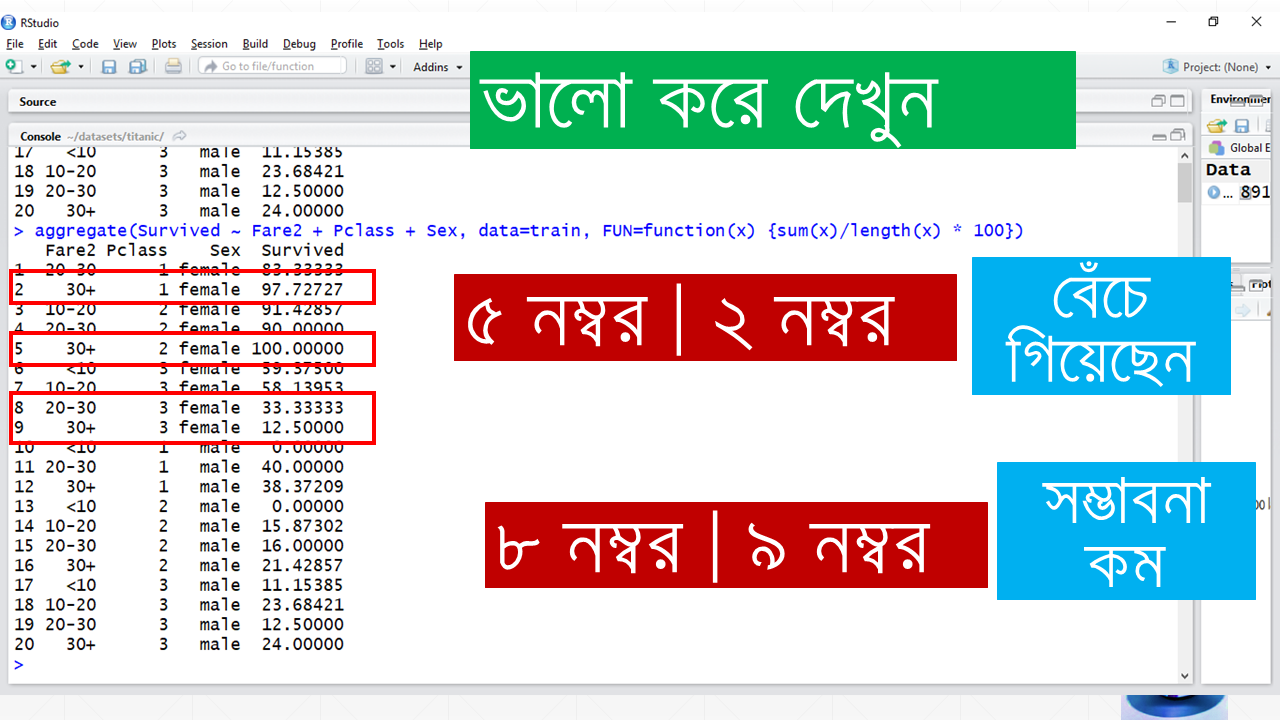 RStudio
File Edit Code View Plots Session Build Debug Profile Tools Help
Go to file/function Addins Project: (None)
ভালো করে দেখুন
Source
Console ~/datasets/titanic/
Global E
Data
891
17 <10 3 male 11.15385
18 10-20 3 male 23.68421
19 20-30 3 male 12.50000
20 30+ 3 male 24.00000
> aggregate(Survived ~ Fare2 + Pclass + Sex, data=train, FUN=function(x) {sum(x)/length(x) * 100})
Fare2 Pclass Sex Survived
1 20-30 1 female 83.33333
2 30+ 1 female 97.72727
3 10-20 2 female 91.42857
4 20-30 2 female 90.00000
5 30+ 2 female 100.00000
6 <10 3 female 59.37500
7 10-20 3 female 58.13953
8 20-30 3 female 33.33333
9 30+ 3 female 12.50000
10 <10 1 male 0.00000
11 20-30 1 male 40.00000
12 30+ 1 male 38.37209
13 <10 2 male 0.00000
14 10-20 2 male 15.87302
15 20-30 2 male 16.00000
16 30+ 2 male 21.42857
17 <10 3 male 11.15385
18 10-20 3 male 23.68421
19 20-30 3 male 12.50000
20 30+ 3 male 24.00000
>
৫ নম্বর | ২ নম্বর
বেঁচে
গিয়েছেন
৮ নম্বর | ৯ নম্বর
সম্ভাবনা
কম